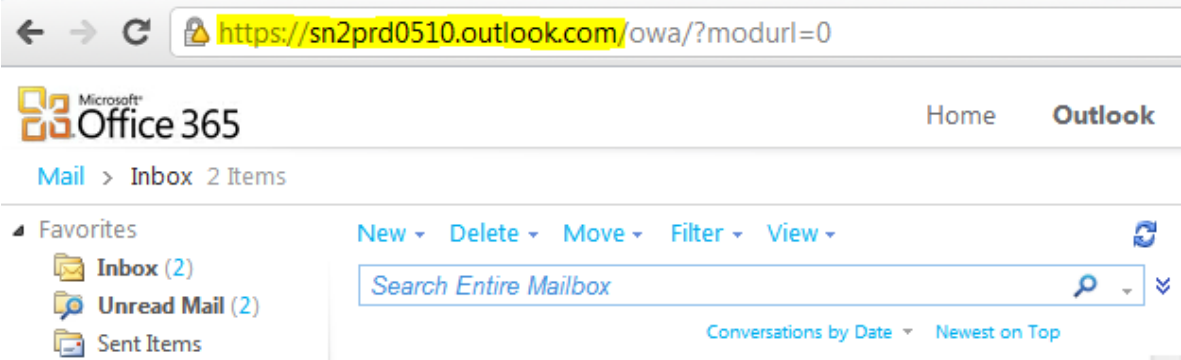 https://sn2prd0510.outlook.com/owa/?modurl=0
Microsoft®
Office 365
Home Outlook
Mail > Inbox 2 Items
Favorites
Inbox (2)
Unread Mail (2)
Sent Items
New Delete Move Filter View
Search Entire Mailbox
Conversations by Date Newest on Top